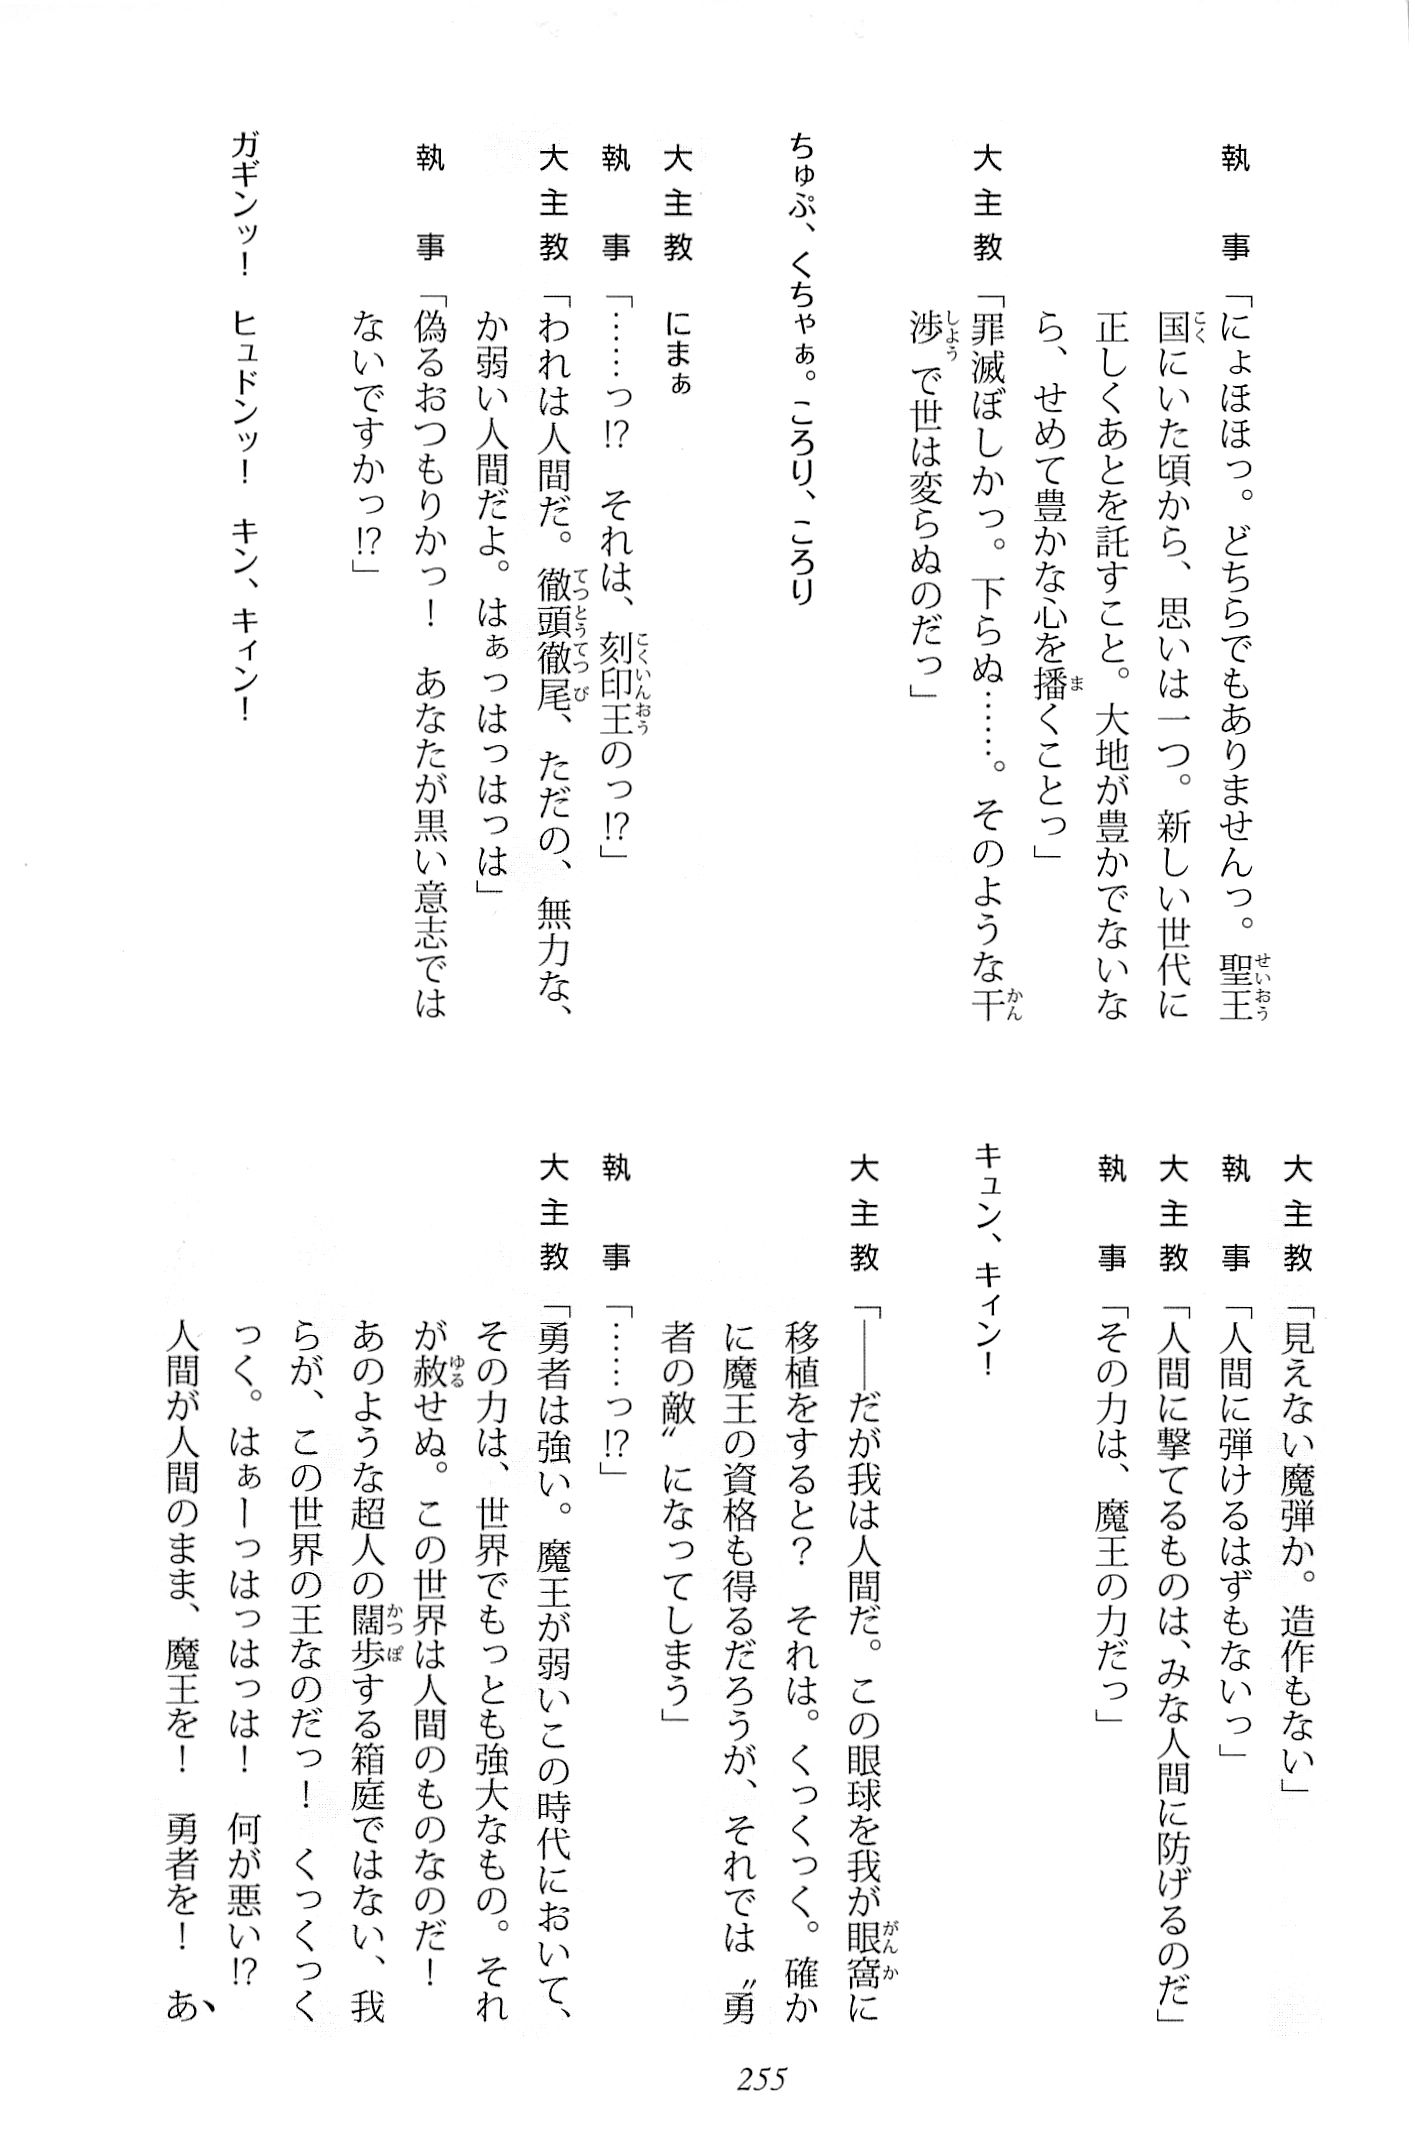 執　事「にょほほっ。どちらでもありませんっ。聖王
国にいた頃から、思いは一つ。新しい世代に
正しくあとを託すこと。大地が豊かでないな
ら、せめて豊かな心を播くことっ」
大主教「罪滅ぼしかっ。下らぬ……。そのような干
渉で世は変らぬのだっ」
ちゅぷ、くちゃぁ。ころり、ころり
大主教　にまぁ
執　事「……っ!?　それは、刻印王のっ!?」
大主教「われは人間だ。徹頭徹尾、ただの、無力な、
か弱い人間だよ。はぁっはっはっは」
執　事「偽るおつもりかっ！　あなたが黒い意志では
ないですかっ!?」
ガギンッ！　ヒュドンッ！　キン、キィン！
大主教「見えない魔弾か。造作もない」
執　事「人間に弾けるはずもないっ」
大主教「人間に撃てるものは、みな人間に防げるのだ」
執　事「その力は、魔王の力だっ」
キュン、キィン！
大主教「――だが我は人間だ。この眼球を我が眼窩に
移植をすると？　それは。くっくっく。確か
に魔王の資格も得るだろうが、それでは〝勇
者の敵〟になってしまう」
執　事「……っ!?」
大主教「勇者は強い。魔王が弱いこの時代において、
その力は、世界でもっとも強大なもの。それ
が赦せぬ。この世界は人間のものなのだ！
あのような超人の闊歩する箱庭ではない、我
らが、この世界の王なのだっ！　くっくっく
っく。はぁーっはっはっは！　何が悪い!?
人間が人間のまま、魔王を！　勇者を！　あ
255